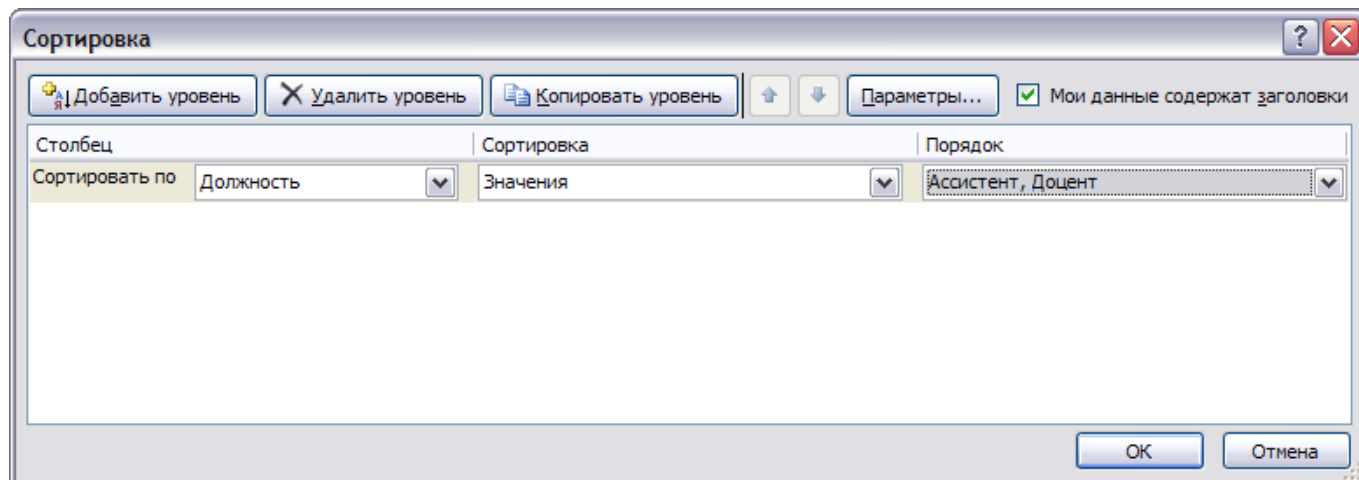 Сортировка
Добавить уровень Удалить уровень Копировать уровень Параметры... Мои данные содержат заголовки
Столбец Сортировка Порядок
Сортировать по Должность Значения Ассистент, Доцент
ОК Отмена